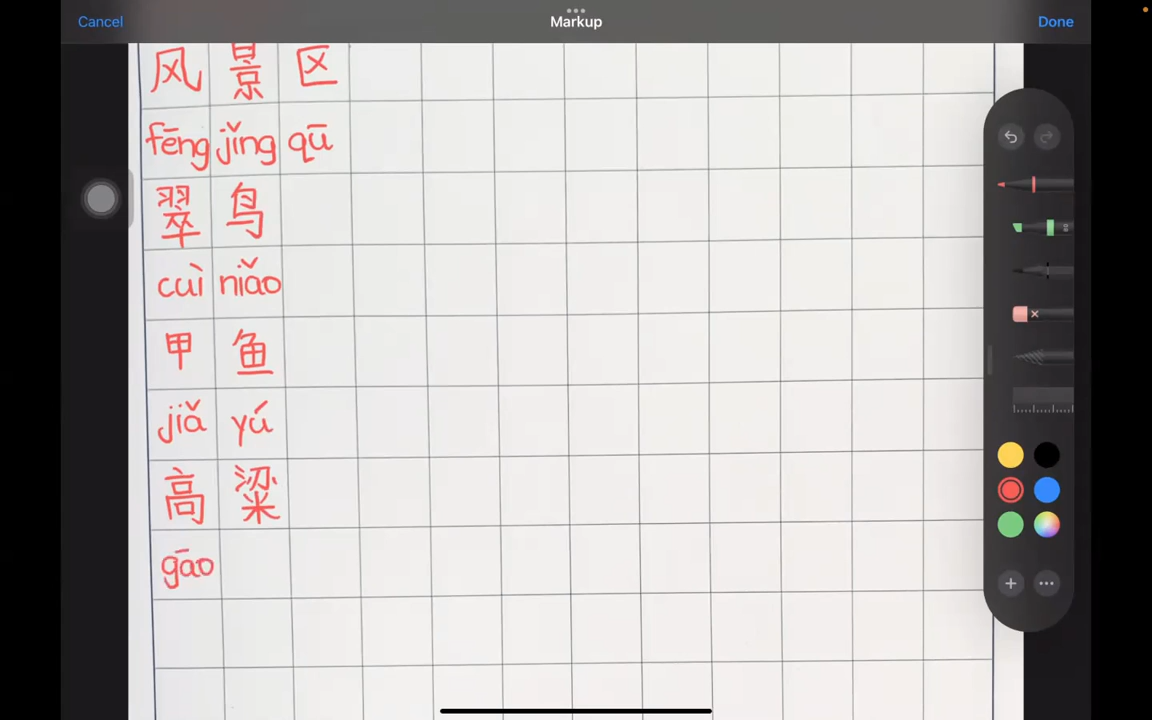 Cancel Markup Done
风景区
fēng jǐng qū
翠鸟
cuì niǎo
甲鱼
jiǎ yú
高粱
gāo